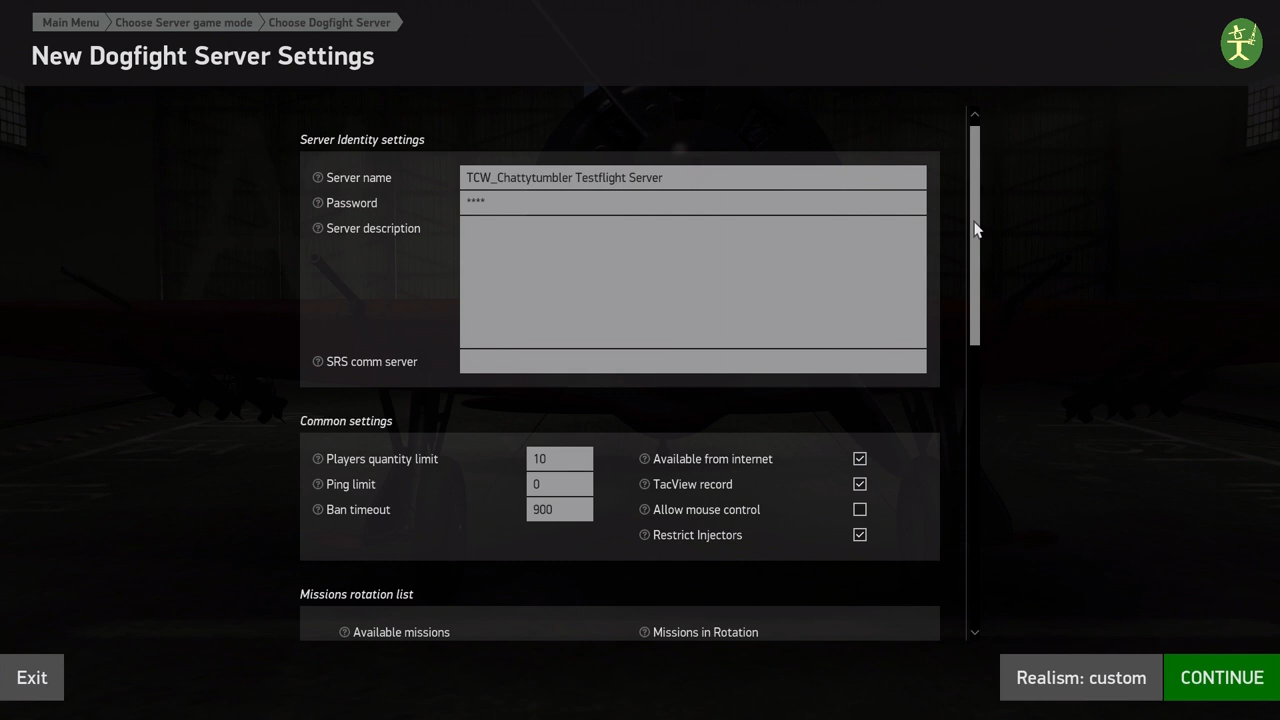 Main Menu Choose Server game mode Choose Dogfight Server
New Dogfight Server Settings
Server Identity settings
Server name TCW_Chattytumbler Testflight Server
Password ****
Server description
SRS comm server
Common settings
Players quantity limit 10 Available from internet
Ping limit 0 TacView record
Ban timeout 900 Allow mouse control
Restrict Injectors
Missions rotation list
Available missions Missions in Rotation
Exit Realism: custom CONTINUE